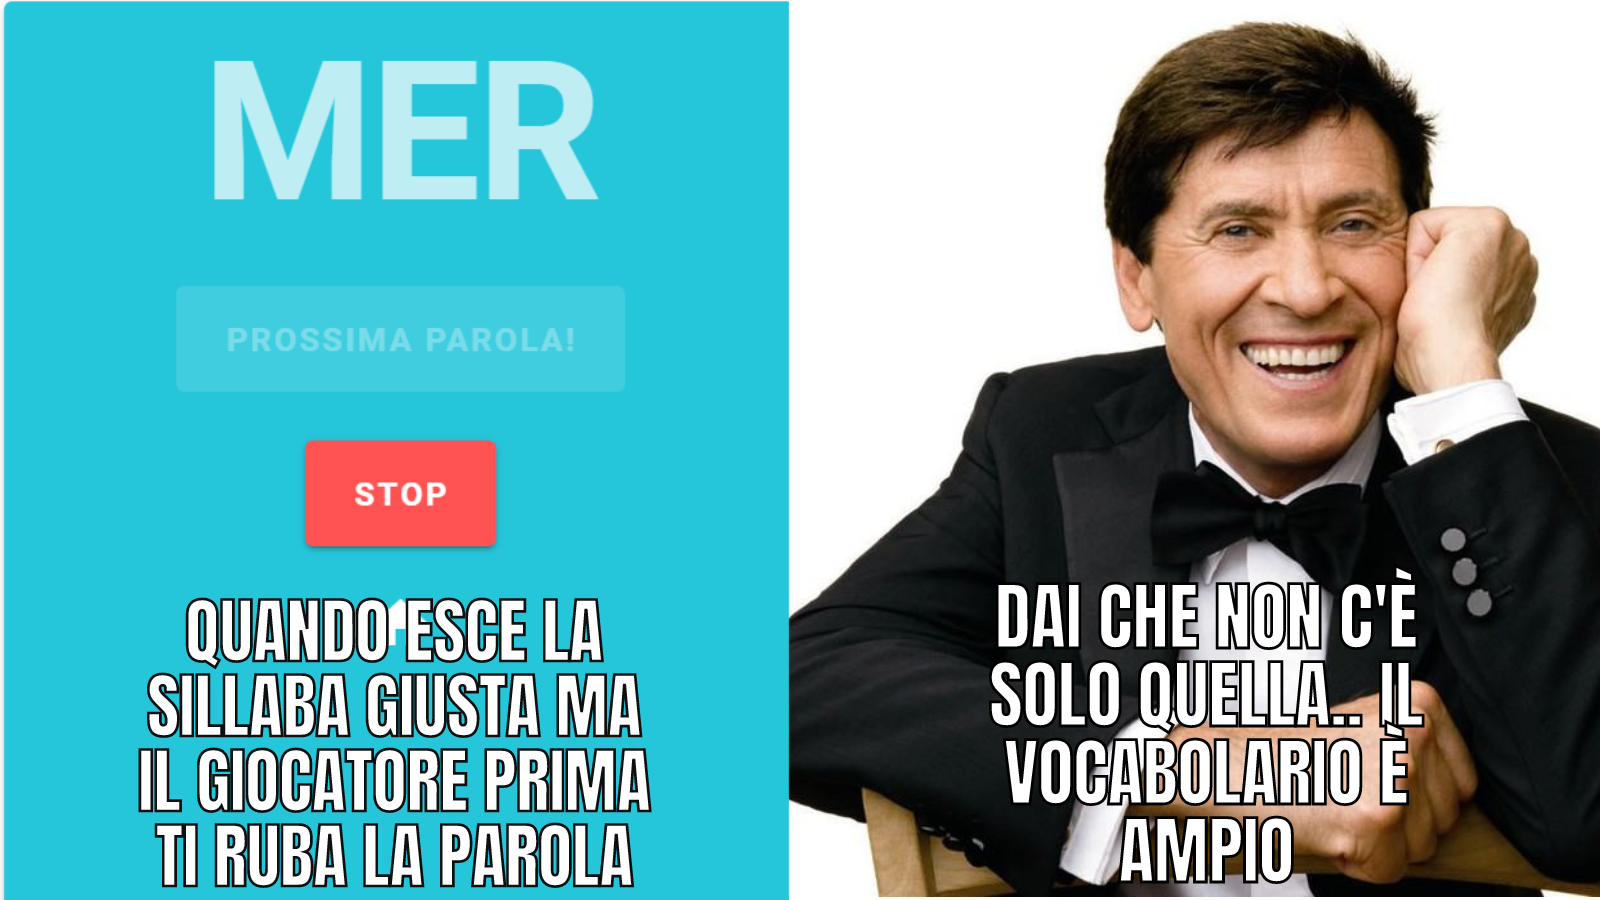 MER
PROSSIMA PAROLA!
STOP
QUANDO ESCE LA
SILLABA GIUSTA MA
IL GIOCATORE PRIMA
TI RUBA LA PAROLA
DAI CHE NON C'È
SOLO QUELLA.. IL
VOCABOLARIO É
AMPIO